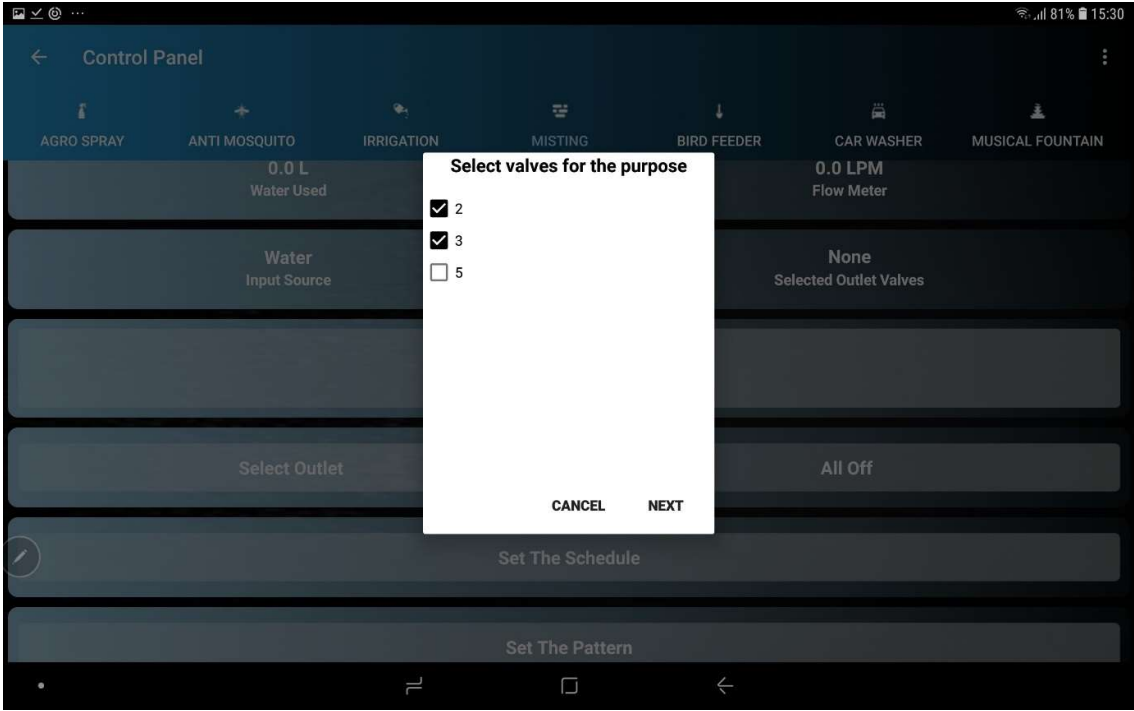 81% 15:30
Control Panel
AGRO SPRAY ANTI MOSQUITO IRRIGATION MISTING BIRD FEEDER CAR WASHER MUSICAL FOUNTAIN
Select valves for the purpose
0.0 L 0.0 LPM
Water Used Flow Meter
2
3
5
Water None
Input Source Selected Outlet Valves
Select Outlet All Off
CANCEL NEXT
Set The Schedule
Set The Pattern